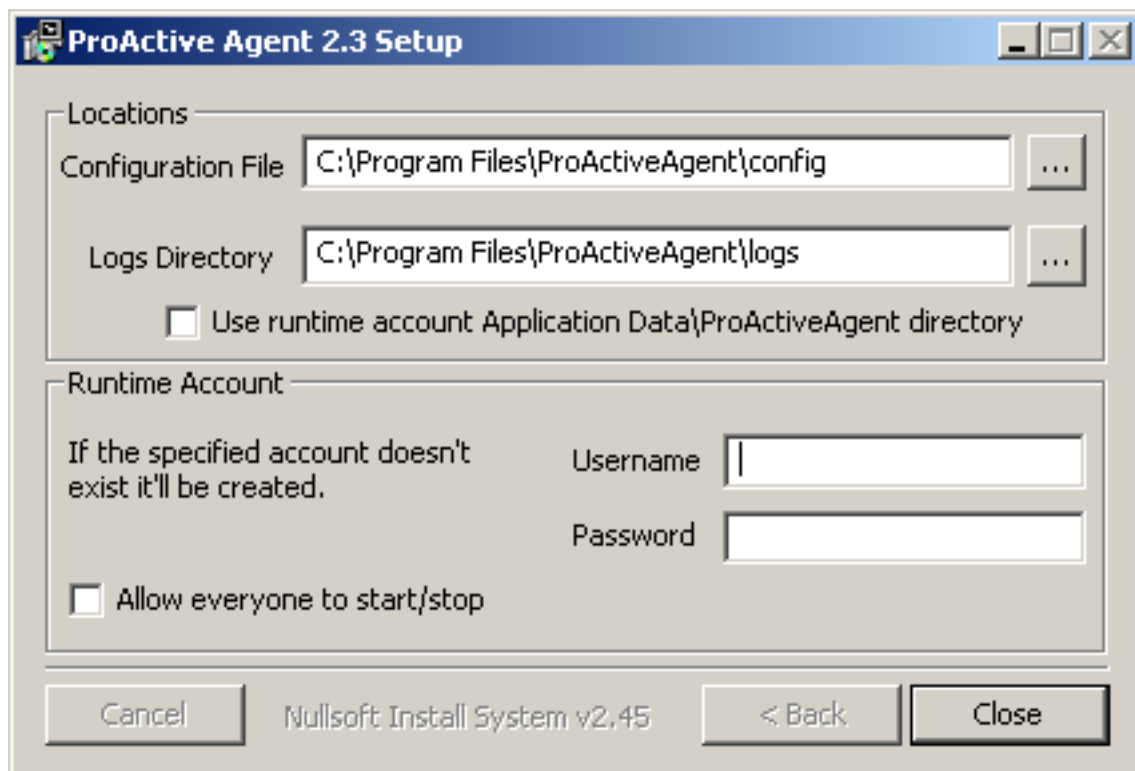 ProActive Agent 2.3 Setup
Locations
Configuration File C:\Program Files\ProActiveAgent\config ...
Logs Directory C:\Program Files\ProActiveAgent\logs ...
Use runtime account Application Data\ProActiveAgent directory
Runtime Account
If the specified account doesn't
exist it'll be created.
Username
Password
Allow everyone to start/stop
Cancel Nullsoft Install System v2.45 < Back Close